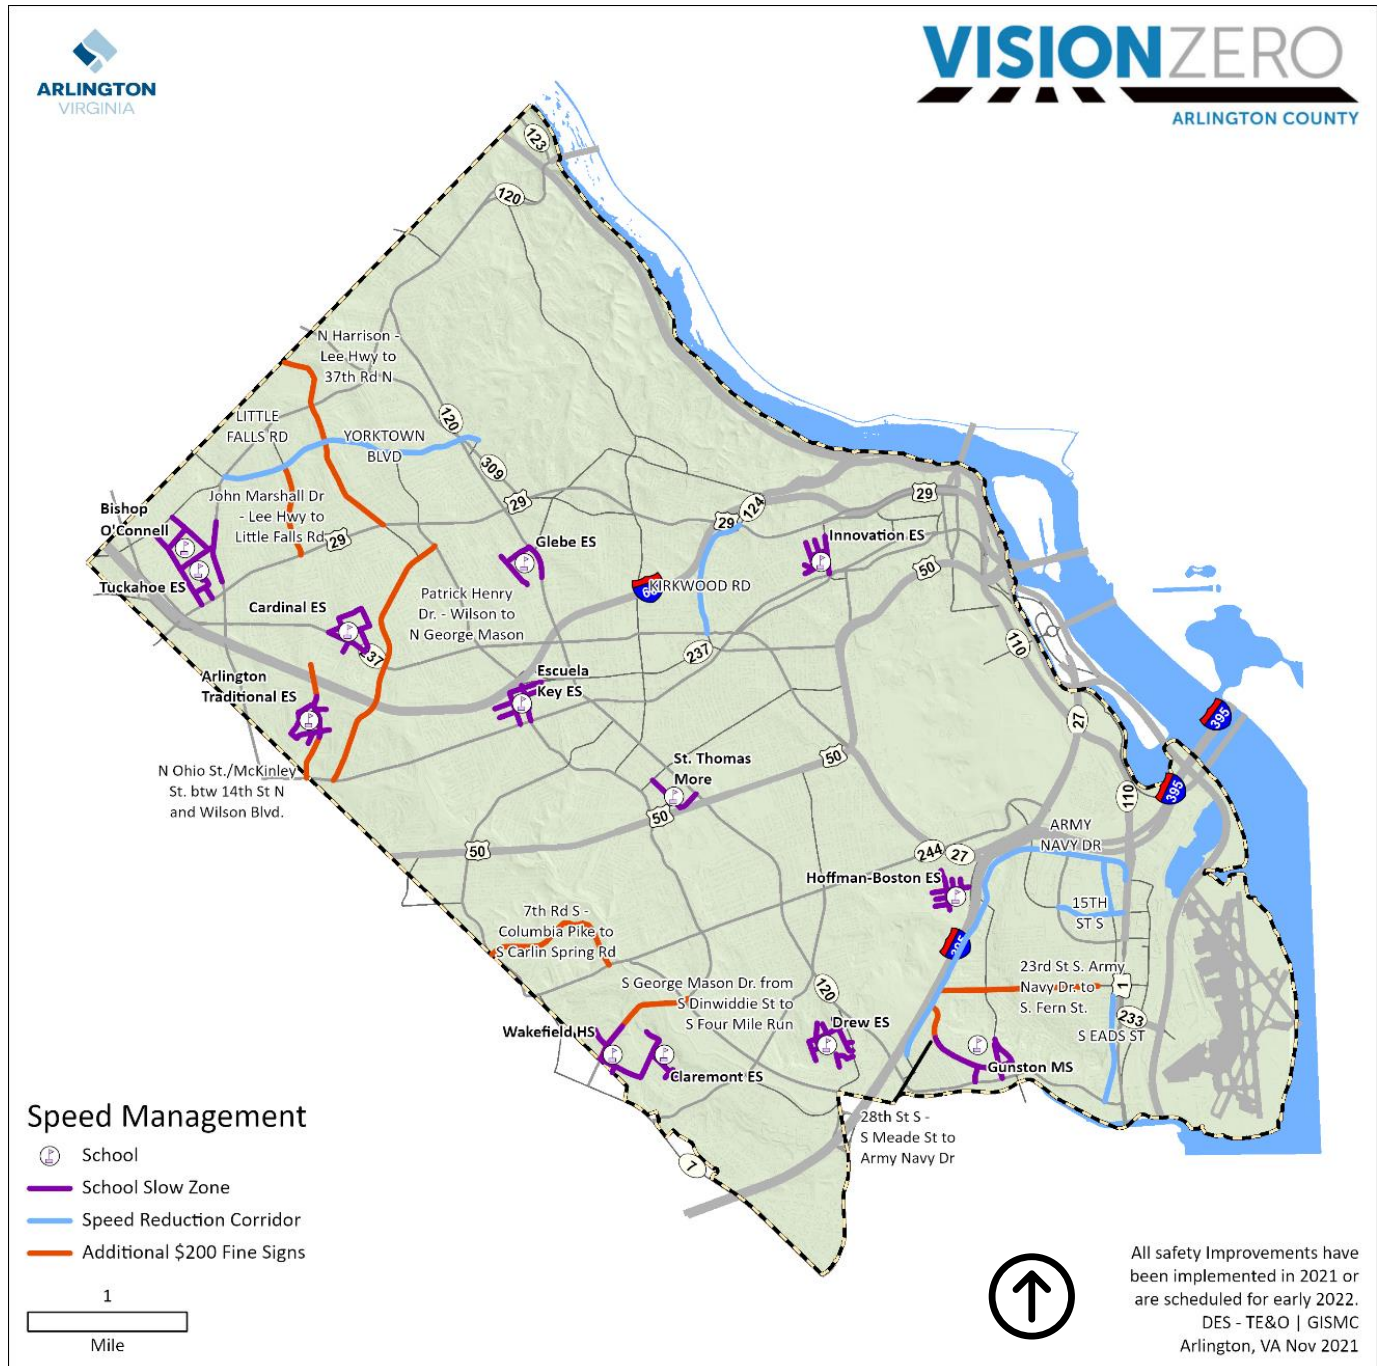 ARLINGTON
VIRGINIA
VISIONZERO
ARLINGTON COUNTY
123
120
N Harrison -
Lee Hwy to
37th Rd N
LITTLE
FALLS RD
120
YORKTOWN
BLVD
309
29
John Marshall Dr
- Lee Hwy to
Little Falls Rd
29
Bishop
O'Connell
Tuckahoe ES
Glebe ES
29
124
29
Innovation ES
50
66
KIRKWOOD RD
Cardinal ES
237
Patrick Henry
Dr. - Wilson to
N George Mason
237
110
Arlington
Traditional ES
Escuela
Key ES
27
395
N Ohio St./McKinley
St. btw 14th St N
and Wilson Blvd.
St. Thomas
More
50
50
50
395
110
ARMY
NAVY DR
244
27
Hoffman-Boston ES
15TH
ST S
395
7th Rd S -
Columbia Pike to
S Carlin Spring Rd
S George Mason Dr. from
S Dinwiddie St to
S Four Mile Run
120
23rd St S. Army
Navy Dr. to
S. Fern St.
1
233
Wakefield HS
Drew ES
S EADS ST
Claremont ES
Gunston MS
28th St S -
S Meade St to
Army Navy Dr
7
Speed Management
School
School Slow Zone
Speed Reduction Corridor
Additional $200 Fine Signs
1
Mile
All safety Improvements have
been implemented in 2021 or
are scheduled for early 2022.
DES - TE&O | GISMC
Arlington, VA Nov 2021